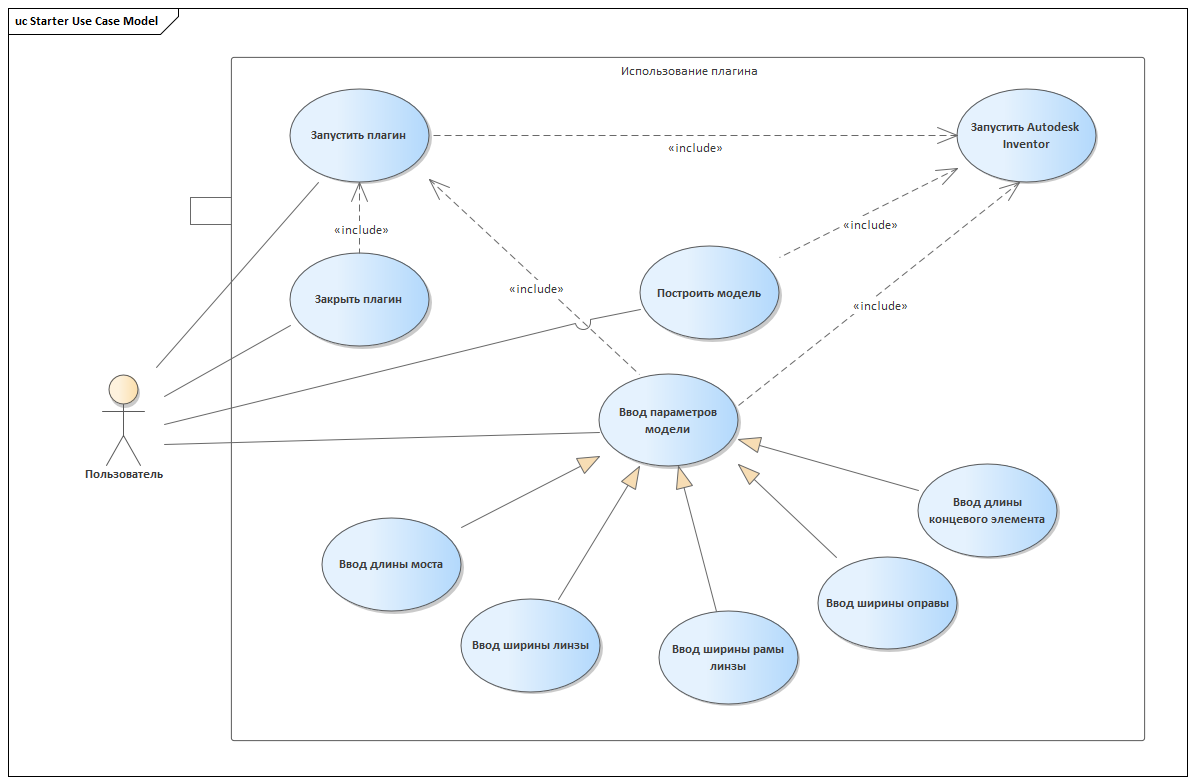 uc Starter Use Case Model
Использование плагина
Запустить плагин
Запустить Autodesk
Inventor
«include»
«include»
«include»
Закрыть плагин
«include»
Построить модель
«include»
Ввод параметров
модели
Пользователь
Ввод длины
концевого элемента
Ввод длины моста
Ввод ширины оправы
Ввод ширины линзы
Ввод ширины рамы
линзы